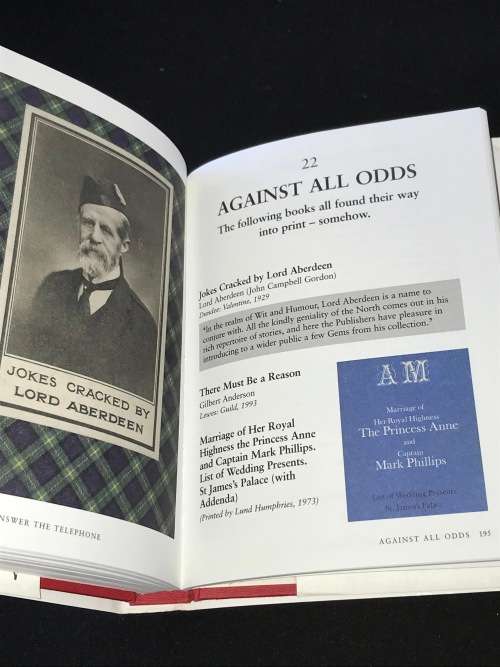 JOKES CRACKED BY
LORD ABERDEEN
NSWER THE TELEPHONE
22
AGAINST ALL ODDS
The following books all found their way
into print – somehow.
Jokes Cracked by Lord Aberdeen
Lord Aberdeen (John Campbell Gordon)
Dundee: Valentine, 1929
"In the realm of Wit and Humour, Lord Aberdeen is a name to
conjure with. All the kindly geniality of the North comes out in his
rich repertoire of stories, and here the Publishers have pleasure in
introducing to a wider public a few Gems from his collection."
There Must Be a Reason
Gilbert Anderson
Lewes: Guild, 1993
Marriage of Her Royal
Highness the Princess Anne
and Captain Mark Phillips.
List of Wedding Presents.
St James's Palace (with
Addenda)
(Printed by Lund Humphries, 1973)
AM
Marriage of
Her Royal Highness
The Princess Anne
and
Captain
Mark Phillips
List of Wedding Presents
St. James's Palace
AGAINST ALL ODDS 195